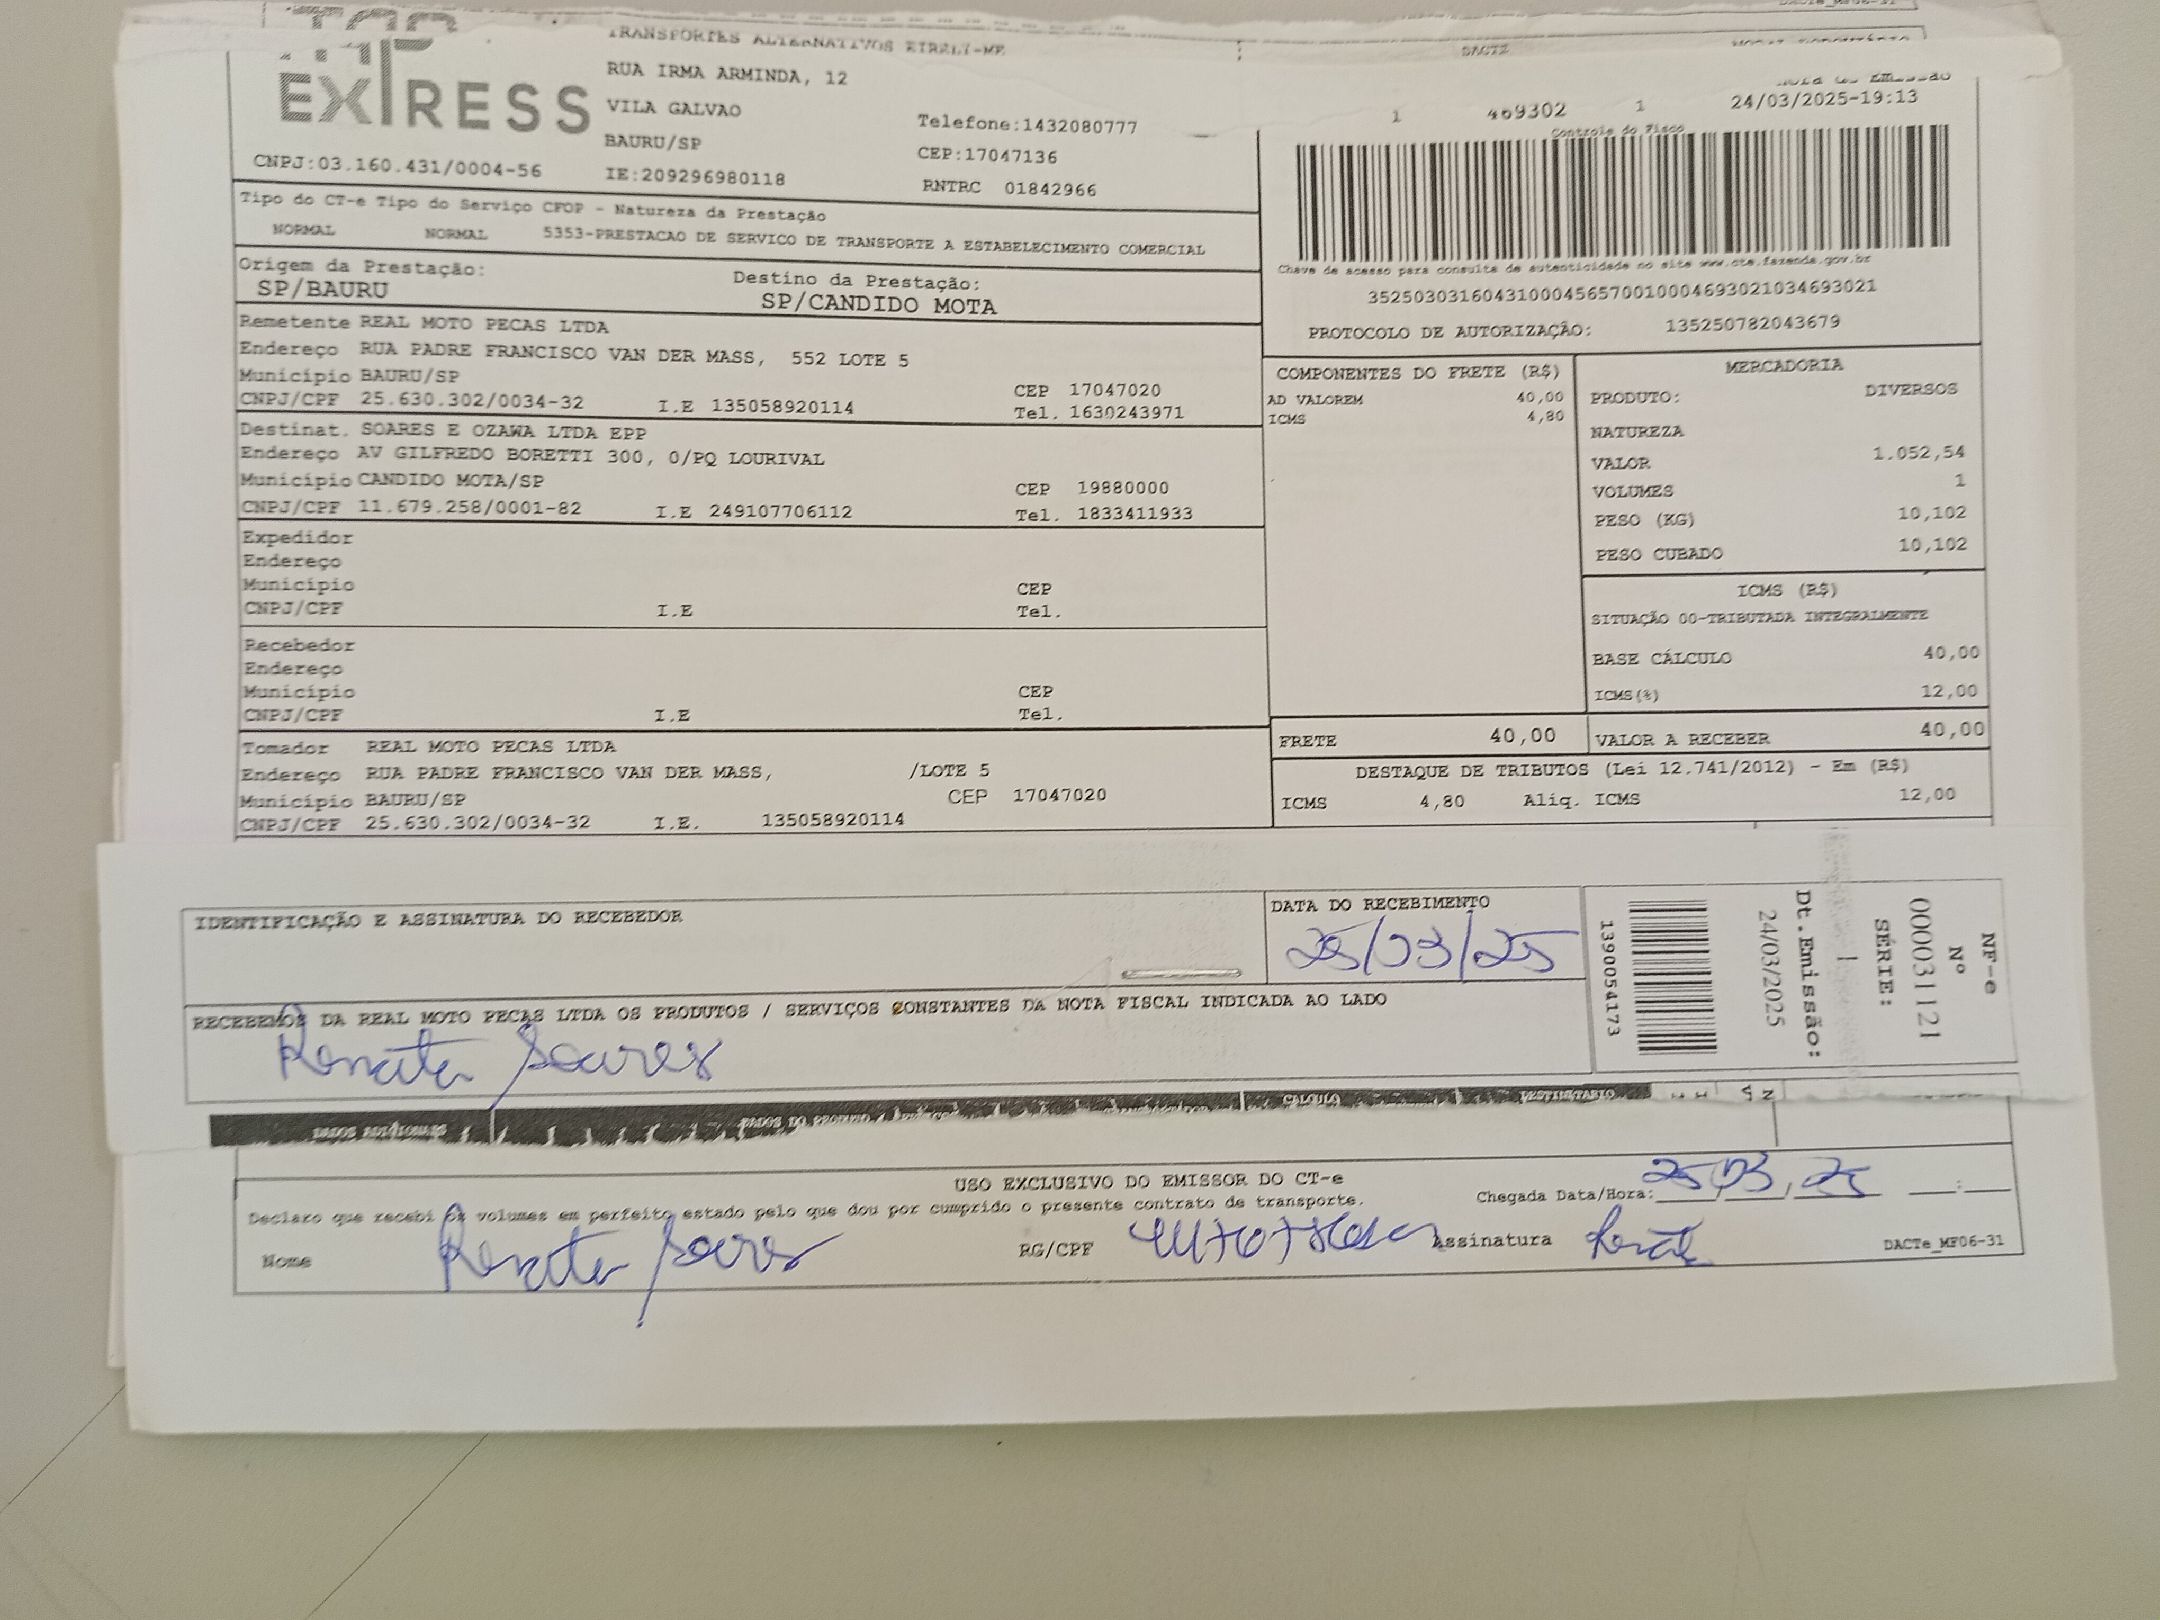 TRANSPORTES ALTERNATIVOS EIRELI-ME
EXPRESS
RUA IRMA ARMINDA, 12
VILA GALVAO
BAURU/SP
Telefone:1432080777
CEP:17047136
CNPJ:03.160.431/0004-56
IE:209296980118
RNTRC 01842966
DACTE
1 469302 1 24/03/2025-19:13
Controle do Fisco
Chave de acesso para consulta de autenticidade no site www.cte.fazenda.gov.br
35250303160431000456570010004693021034693021
PROTOCOLO DE AUTORIZAÇÃO: 135250782043679
Tipo do CT-e Tipo do Serviço CFOP - Natureza da Prestação
NORMAL NORMAL 5353-PRESTACAO DE SERVICO DE TRANSPORTE A ESTABELECIMENTO COMERCIAL
Origem da Prestação: Destino da Prestação:
SP/BAURU SP/CANDIDO MOTA
Remetente REAL MOTO PECAS LTDA
Endereço RUA PADRE FRANCISCO VAN DER MASS, 552 LOTE 5
Município BAURU/SP CEP 17047020
CNPJ/CPF 25.630.302/0034-32 I.E 135058920114 Tel. 1630243971
Destinat. SOARES E OZAWA LTDA EPP
Endereço AV GILFREDO BORETTI 300, 0/PQ LOURIVAL
Município CANDIDO MOTA/SP CEP 19880000
CNPJ/CPF 11.679.258/0001-82 I.E 249107706112 Tel. 1833411933
Expedidor
Endereço
Município CEP
CNPJ/CPF I.E Tel.
Recebedor
Endereço
Município CEP
CNPJ/CPF I.E Tel.
Tomador REAL MOTO PECAS LTDA
Endereço RUA PADRE FRANCISCO VAN DER MASS, /LOTE 5
Município BAURU/SP CEP 17047020
CNPJ/CPF 25.630.302/0034-32 I.E. 135058920114
COMPONENTES DO FRETE (R$)
AD VALOREM 40,00
ICMS 4,80
MERCADORIA
PRODUTO: DIVERSOS
NATUREZA
VALOR 1.052,54
VOLUMES 1
PESO (KG) 10,102
PESO CUBADO 10,102
ICMS (R$)
SITUAÇÃO 00-TRIBUTADA INTEGRALMENTE
BASE CÁLCULO 40,00
ICMS(%) 12,00
FRETE 40,00 VALOR A RECEBER 40,00
DESTAQUE DE TRIBUTOS (Lei 12.741/2012) - Em (R$)
ICMS 4,80 Aliq. ICMS 12,00
IDENTIFICAÇÃO E ASSINATURA DO RECEBEDOR
DATA DO RECEBIMENTO
25/03/25
RECEBEMOS DA REAL MOTO PECAS LTDA OS PRODUTOS / SERVIÇOS CONSTANTES DA NOTA FISCAL INDICADA AO LADO
Renata Soares
1390054173
NF-e
Nº
000031121
SÉRIE:
1
Dt.Emissão:
24/03/2025
CALCULO
DESTINATARIO
USO EXCLUSIVO DO EMISSOR DO CT-e
Declaro que recebi os volumes em perfeito estado pelo que dou por cumprido o presente contrato de transporte.
Chegada Data/Hora: 25/03/25 :
Nome Renata Soares RG/CPF Assinatura Renata
DACTe_MF06-31